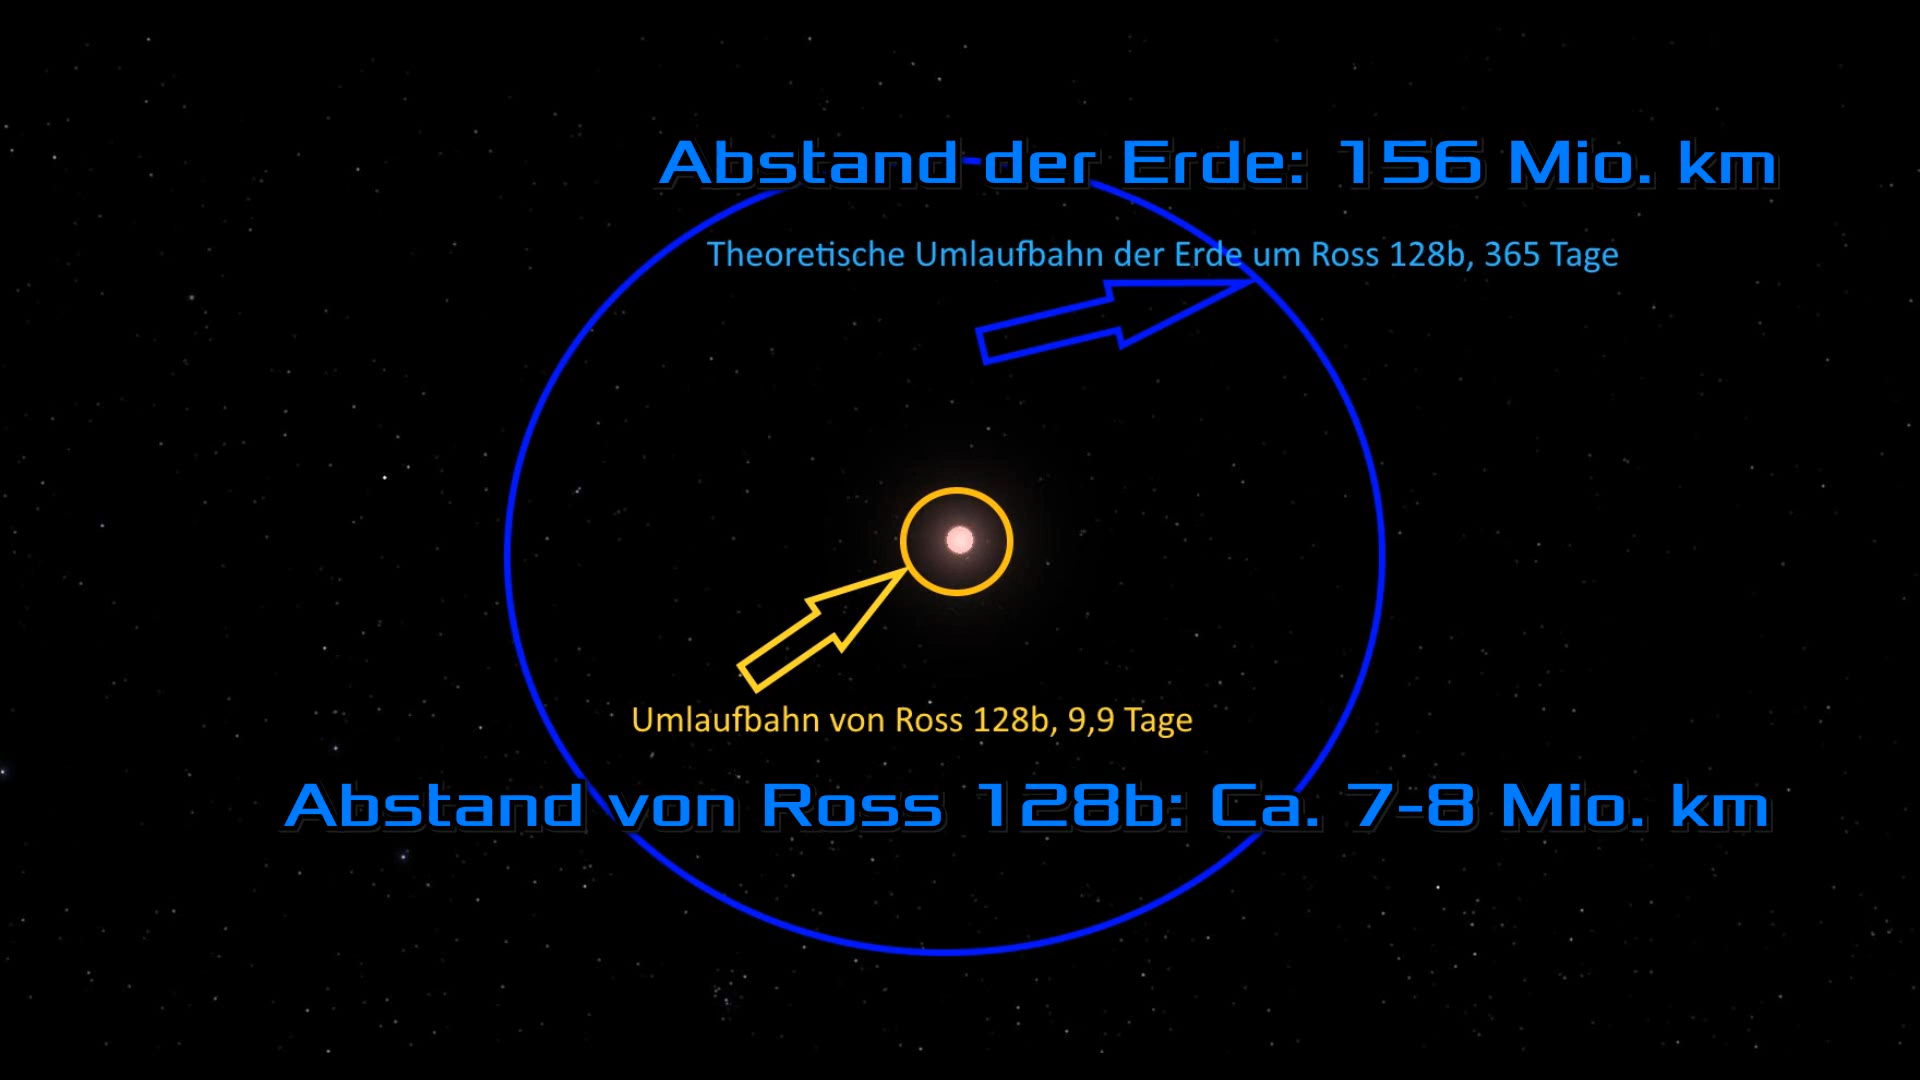 Abstand der Erde: 156 Mio. km
Theoretische Umlaufbahn der Erde um Ross 128b, 365 Tage
Umlaufbahn von Ross 128b, 9,9 Tage
Abstand von Ross 128b: Ca. 7-8 Mio. km